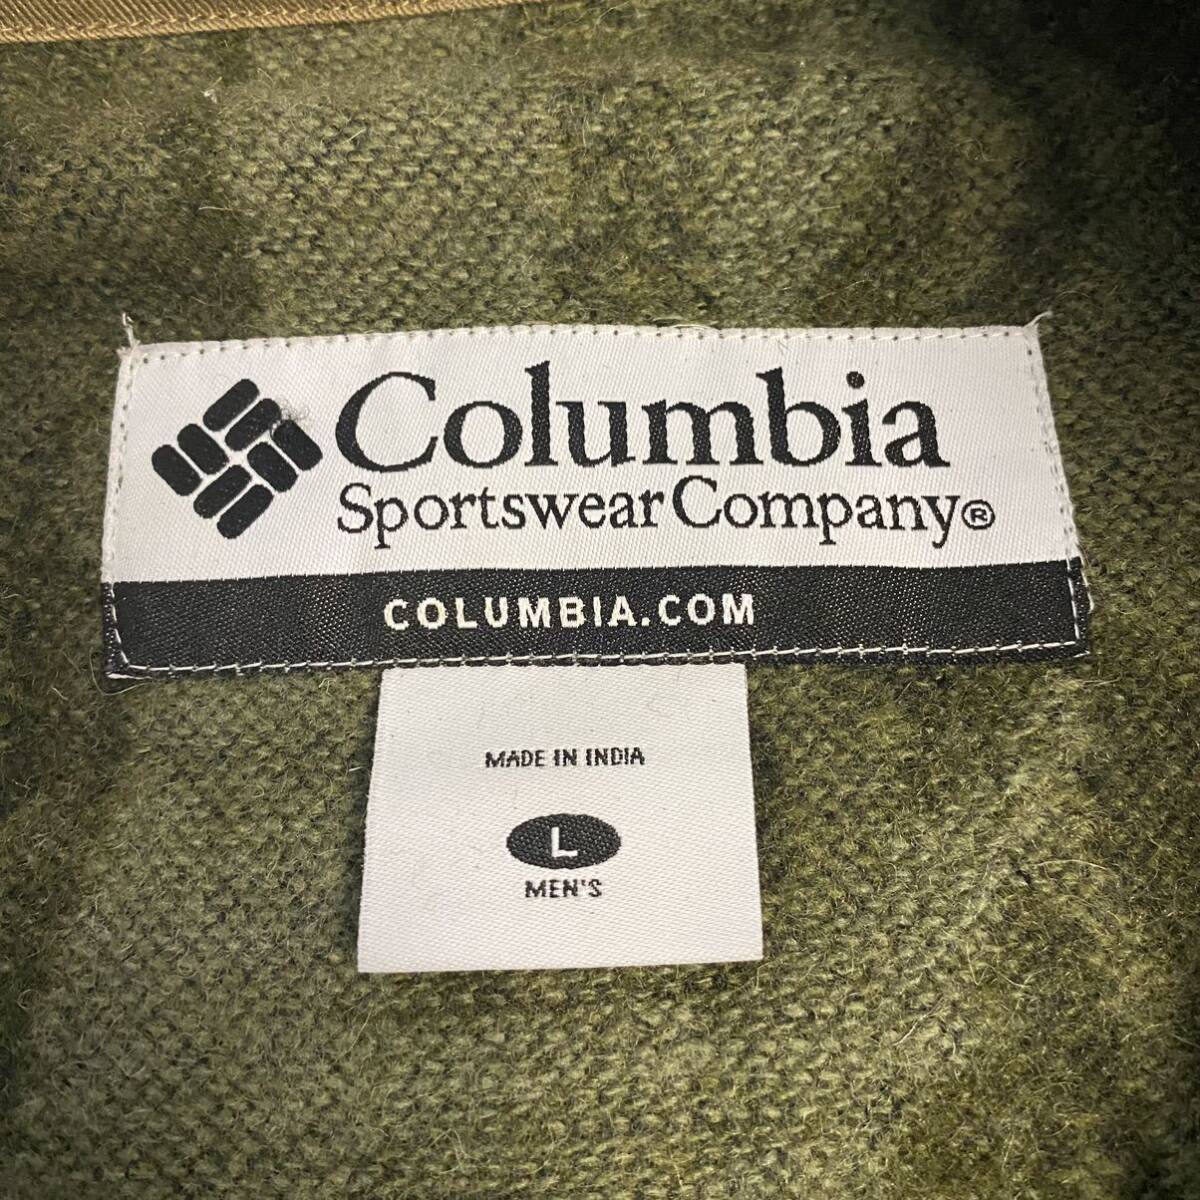 Columbia
Sportswear Company®
COLUMBIA.COM
MADE IN INDIA
L
MEN'S